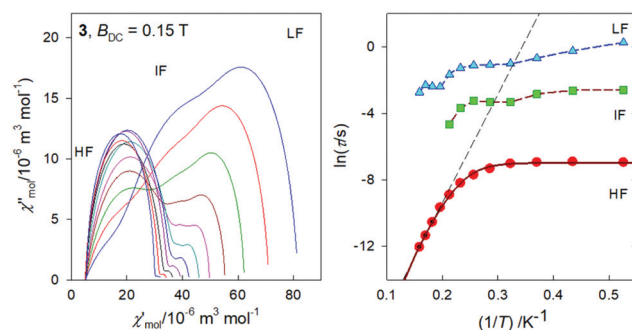 3, B_DC = 0.15 T
LF
IF
HF
20
15
10
5
0
χ''mol/10⁻⁶ m³ mol⁻¹
0 20 40 60 80
χ'mol/10⁻⁶ m³ mol⁻¹
LF
IF
HF
0
-4
-8
-12
ln(τ/s)
0.1 0.2 0.3 0.4 0.5
(1/T) /K⁻¹